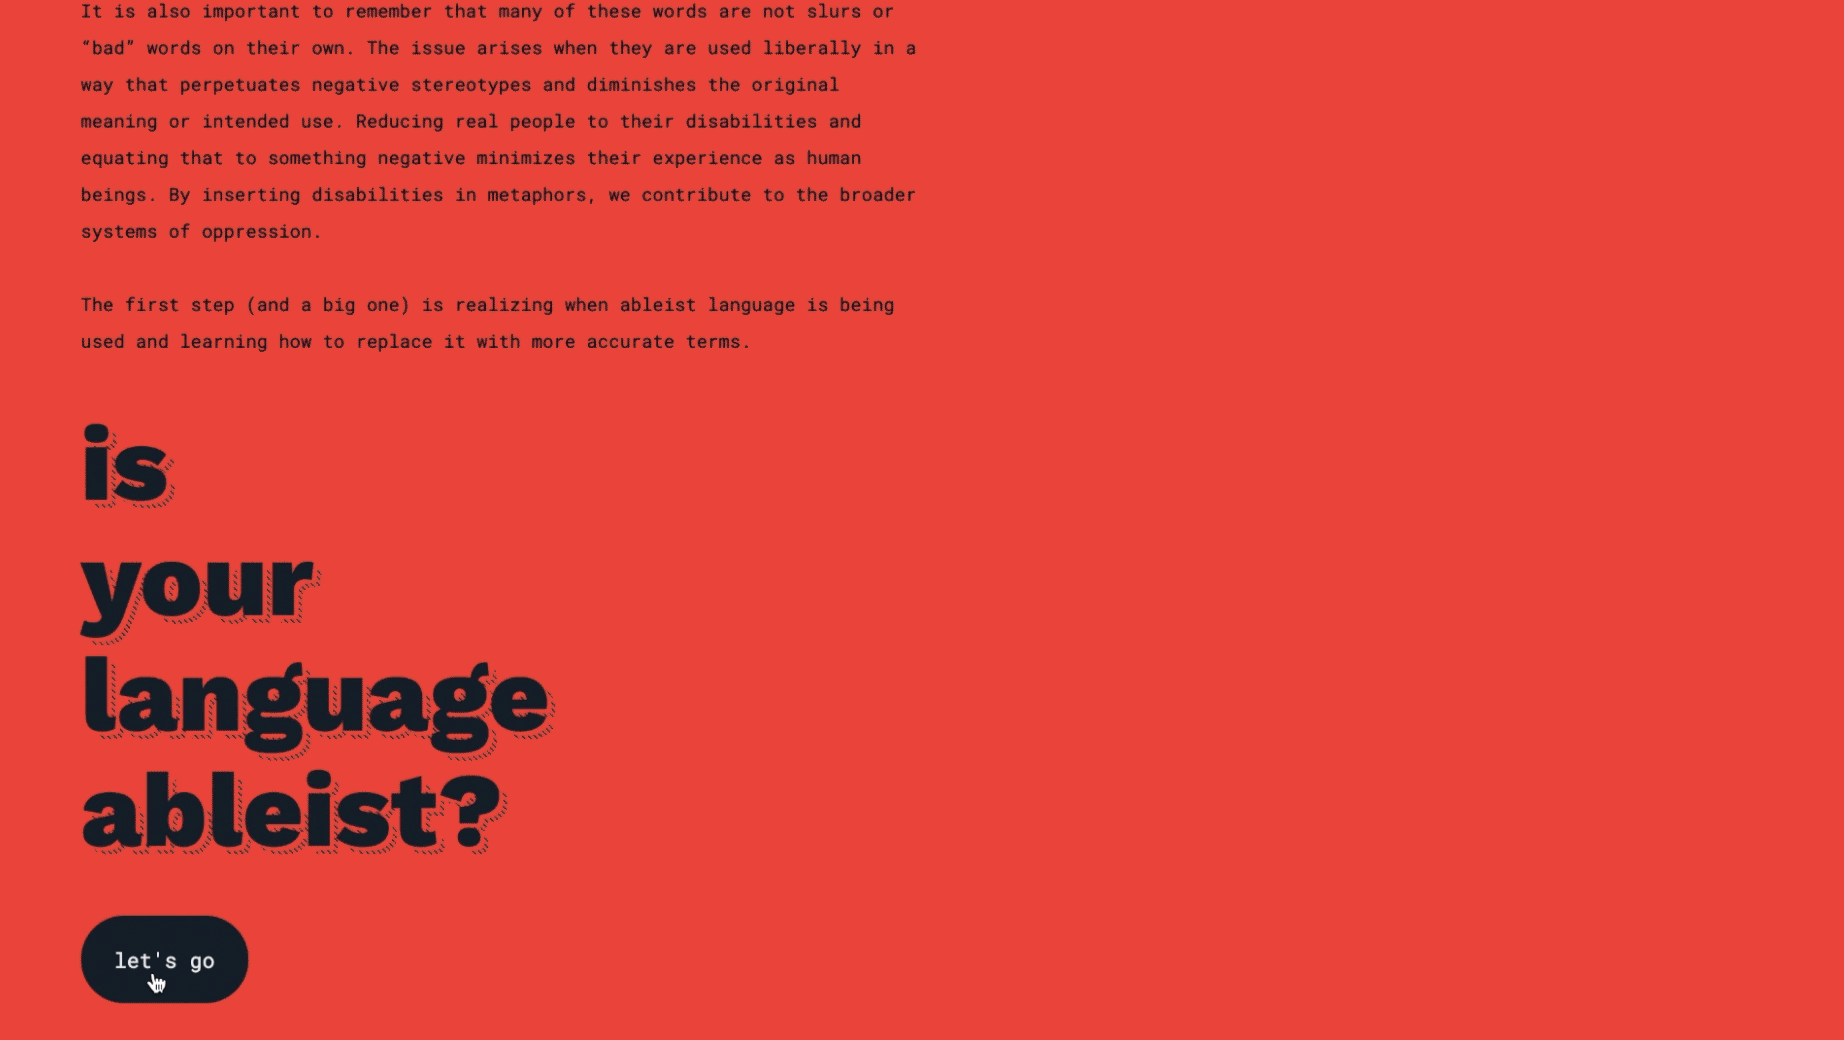 It is also important to remember that many of these words are not slurs or
“bad” words on their own. The issue arises when they are used liberally in a
way that perpetuates negative stereotypes and diminishes the original
meaning or intended use. Reducing real people to their disabilities and
equating that to something negative minimizes their experience as human
beings. By inserting disabilities in metaphors, we contribute to the broader
systems of oppression.
The first step (and a big one) is realizing when ableist language is being
used and learning how to replace it with more accurate terms.
is
your
language
ableist?
let's go